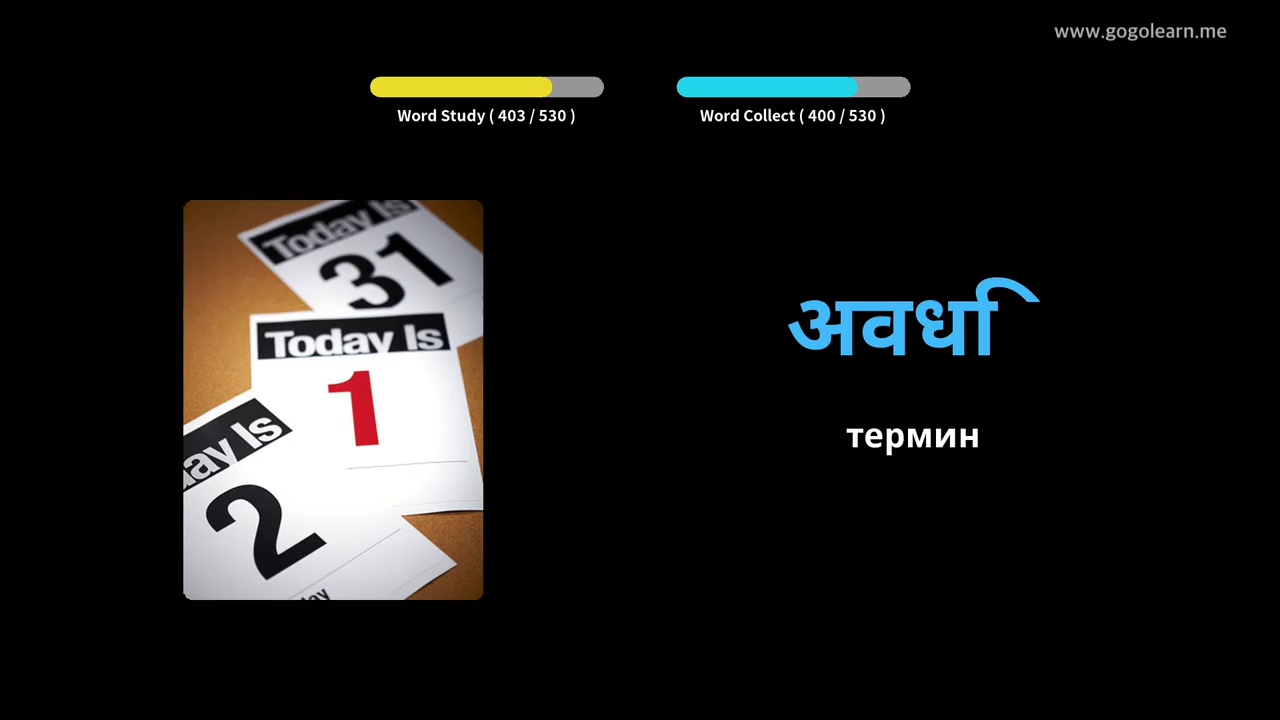 www.gogolearn.me
Word Study ( 403 / 530 )
Word Collect ( 400 / 530 )
Today Is
31
Today Is
1
ay Is
2
ay
अवधि
термин